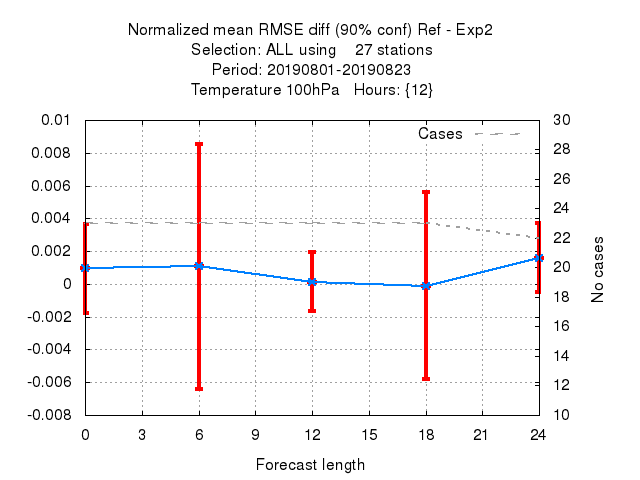 Normalized mean RMSE diff (90% conf) Ref - Exp2
Selection: ALL using    27 stations
Period: 20190801-20190823
Temperature 100hPa   Hours: {12}
0.01
0.008
0.006
0.004
0.002
0
-0.002
-0.004
-0.006
-0.008
Cases
30
28
26
24
22
20
18
16
14
12
10
No cases
0 3 6 9 12 15 18 21 24
Forecast length